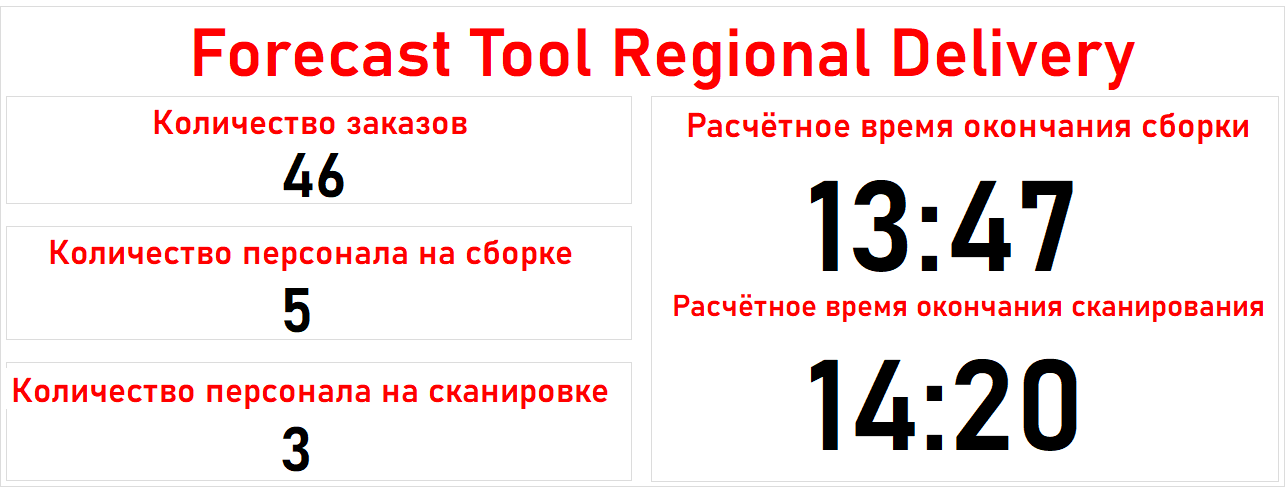 Forecast Tool Regional Delivery
Количество заказов
46
Количество персонала на сборке
5
Количество персонала на сканировке
3
Расчётное время окончания сборки
13:47
Расчётное время окончания сканирования
14:20